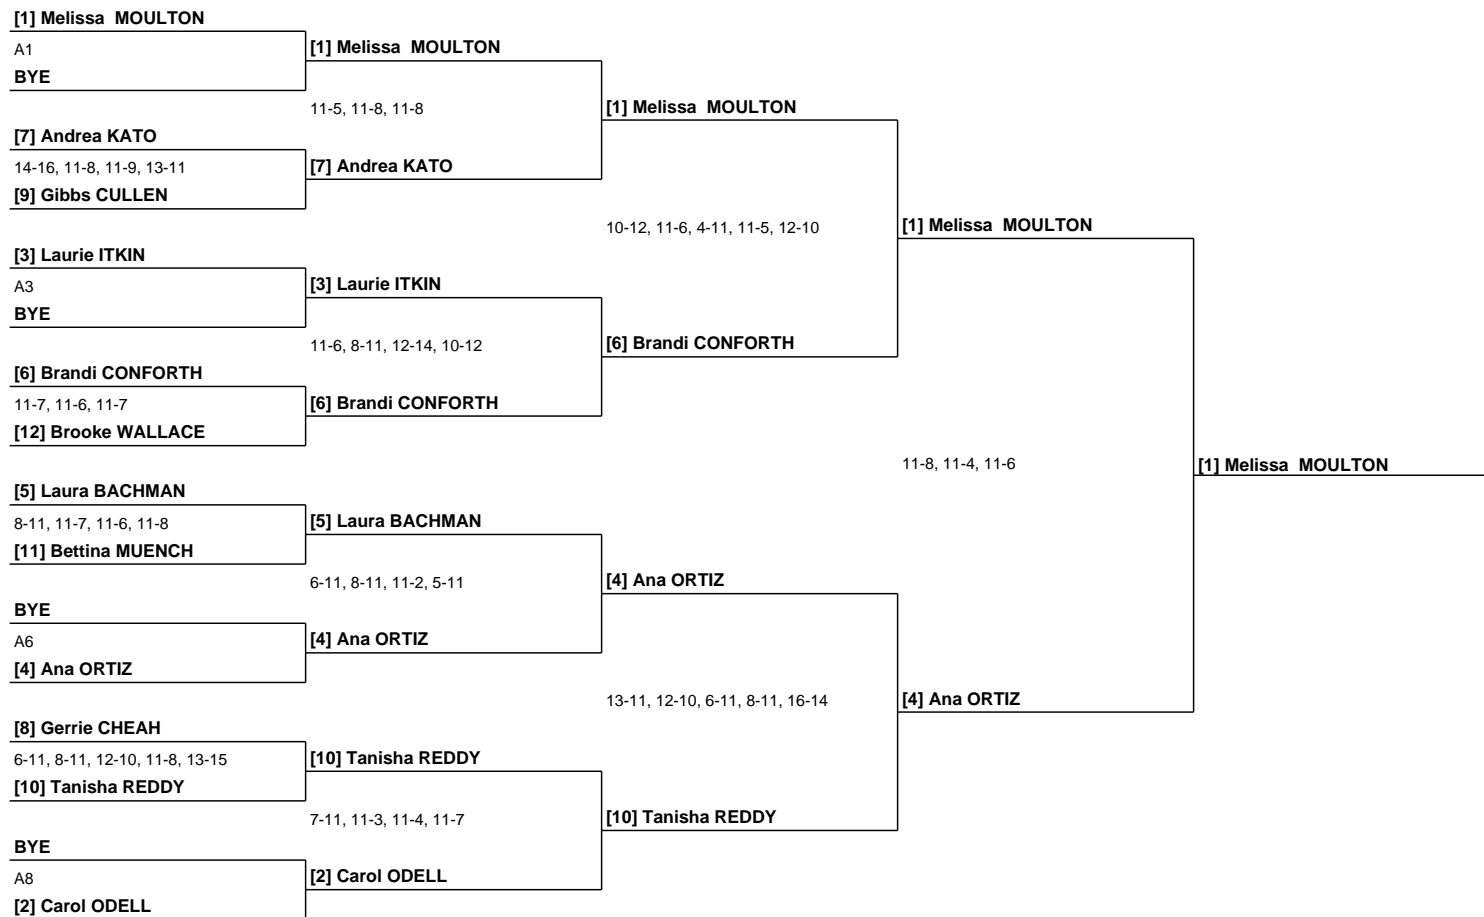 [1] Melissa  MOULTON
A1
BYE
[1] Melissa  MOULTON
11-5, 11-8, 11-8
[7] Andrea KATO
14-16, 11-8, 11-9, 13-11
[9] Gibbs CULLEN
[7] Andrea KATO
[1] Melissa  MOULTON
10-12, 11-6, 4-11, 11-5, 12-10
[3] Laurie ITKIN
A3
BYE
[3] Laurie ITKIN
11-6, 8-11, 12-14, 10-12
[6] Brandi CONFORTH
11-7, 11-6, 11-7
[12] Brooke WALLACE
[6] Brandi CONFORTH
[6] Brandi CONFORTH
[1] Melissa  MOULTON
11-8, 11-4, 11-6
[1] Melissa  MOULTON
[5] Laura BACHMAN
8-11, 11-7, 11-6, 11-8
[11] Bettina MUENCH
[5] Laura BACHMAN
6-11, 8-11, 11-2, 5-11
BYE
A6
[4] Ana ORTIZ
[4] Ana ORTIZ
[4] Ana ORTIZ
13-11, 12-10, 6-11, 8-11, 16-14
[4] Ana ORTIZ
[8] Gerrie CHEAH
6-11, 8-11, 12-10, 11-8, 13-15
[10] Tanisha REDDY
[10] Tanisha REDDY
7-11, 11-3, 11-4, 11-7
[10] Tanisha REDDY
BYE
A8
[2] Carol ODELL
[2] Carol ODELL